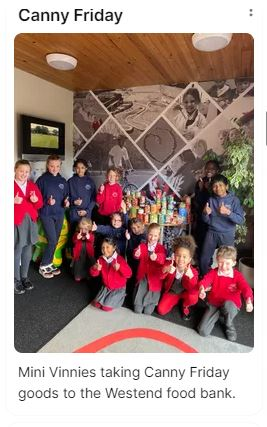 Canny Friday
Mini Vinnies taking Canny Friday
goods to the Westend food bank.